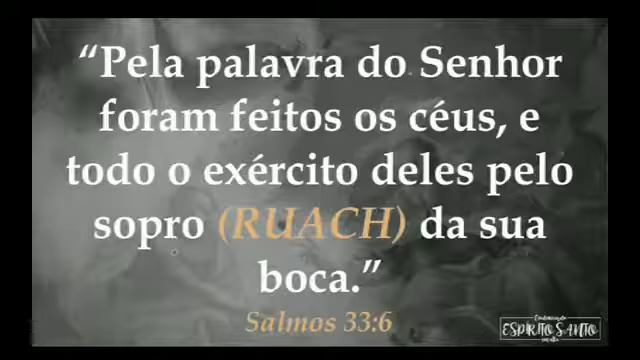 “Pela palavra do Senhor
foram feitos os céus, e
todo o exército deles pelo
sopro (RUACH) da sua
boca.”
Salmos 33:6
ESPÍRITO SANTO